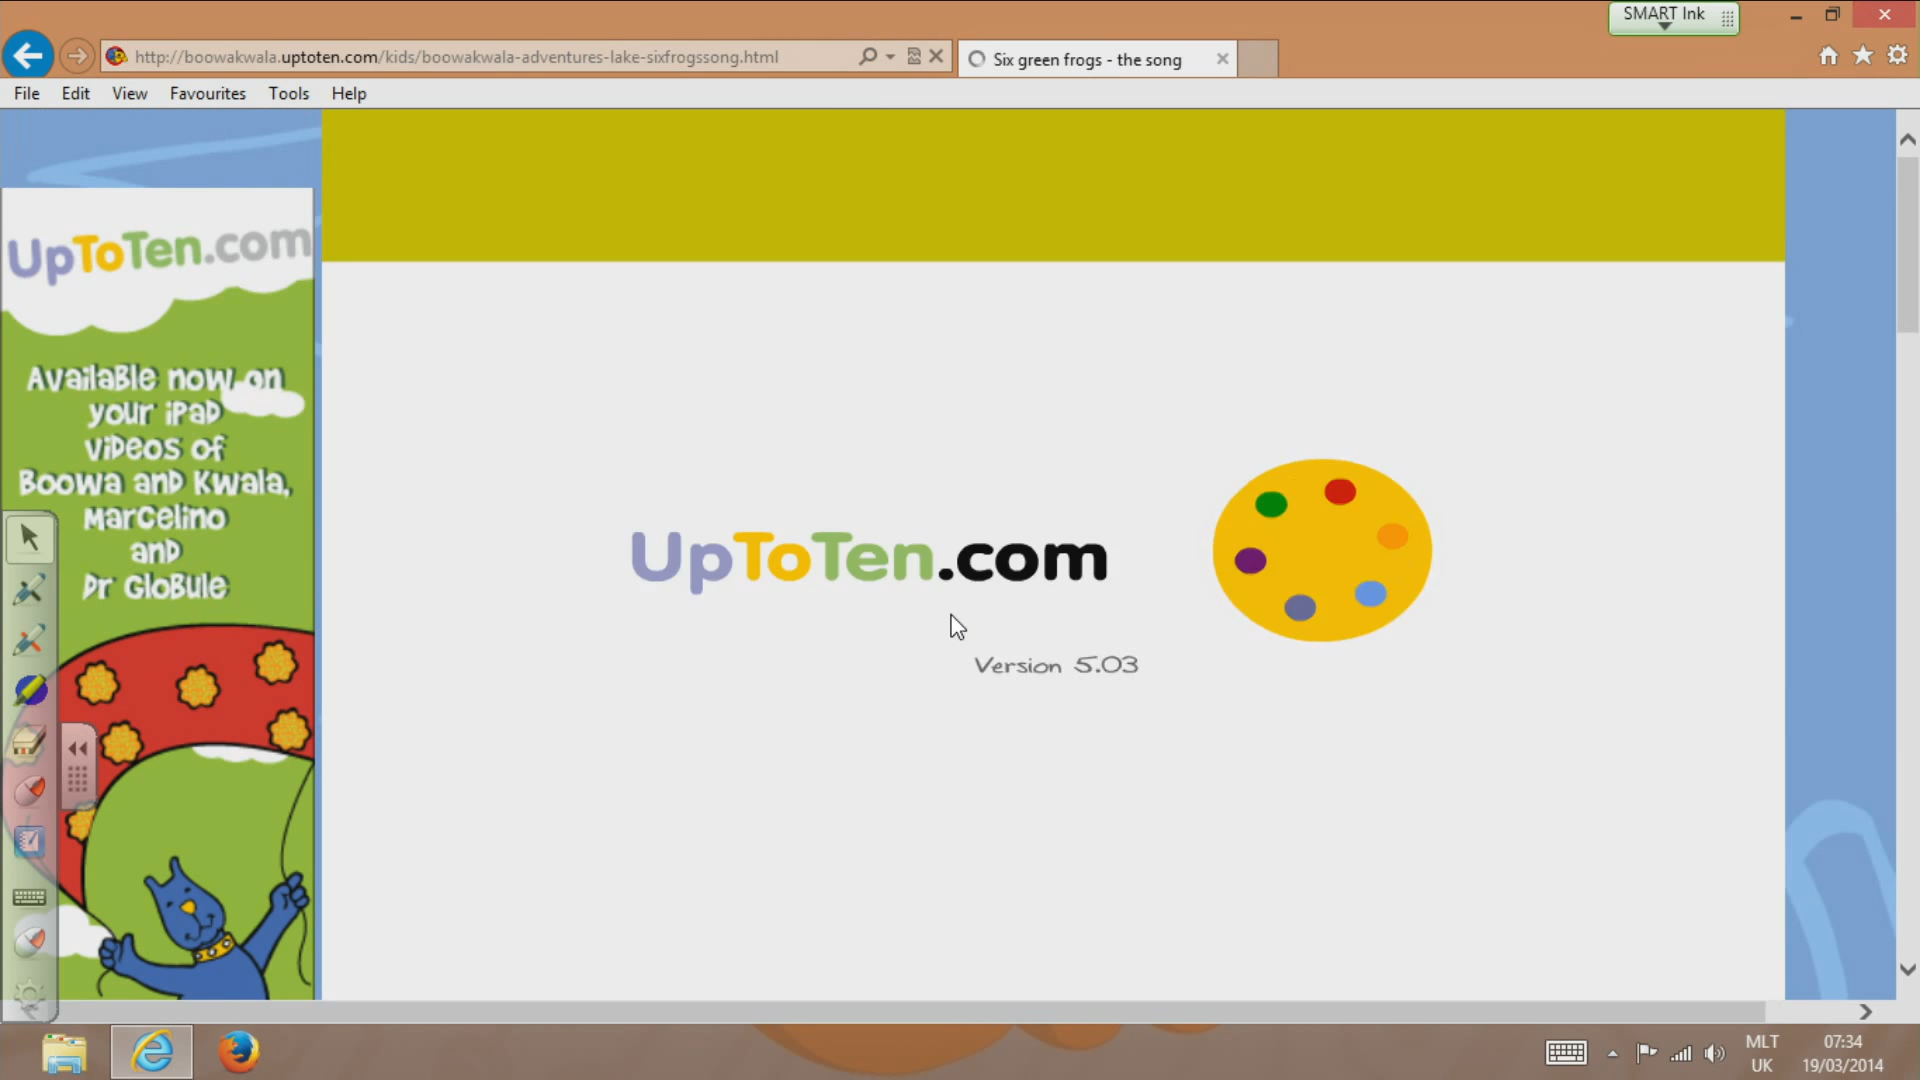 SMART Ink
http://boowakwala.uptoten.com/kids/boowakwala-adventures-lake-sixfrogssong.html
Six green frogs - the song
File Edit View Favourites Tools Help
UpToTen.com
Available now on
your iPad
videos of
Boowa and Kwala,
Marcelino
and
Dr Globule
UpToTen.com
Version 5.03
MLT 07:34
UK 19/03/2014